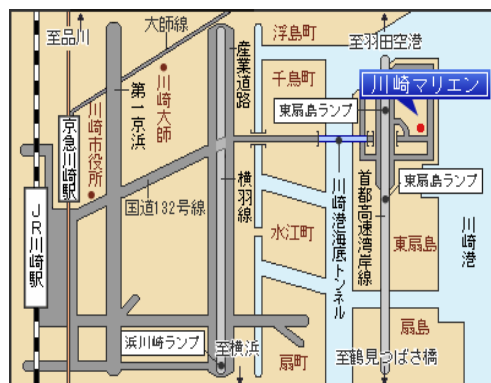 至品川
大師線
産業道路
浮島町
至羽田空港
千鳥町
川崎マリエン
東扇島ランプ
第一京浜
川崎大師
川崎市役所
京急川崎駅
JR川崎駅
国道132号線
横羽線
川崎港海底トンネル
首都高速湾岸線
東扇島ランプ
水江町
東扇島
川崎港
浜川崎ランプ
至横浜
扇町
扇島
至鶴見つばさ橋